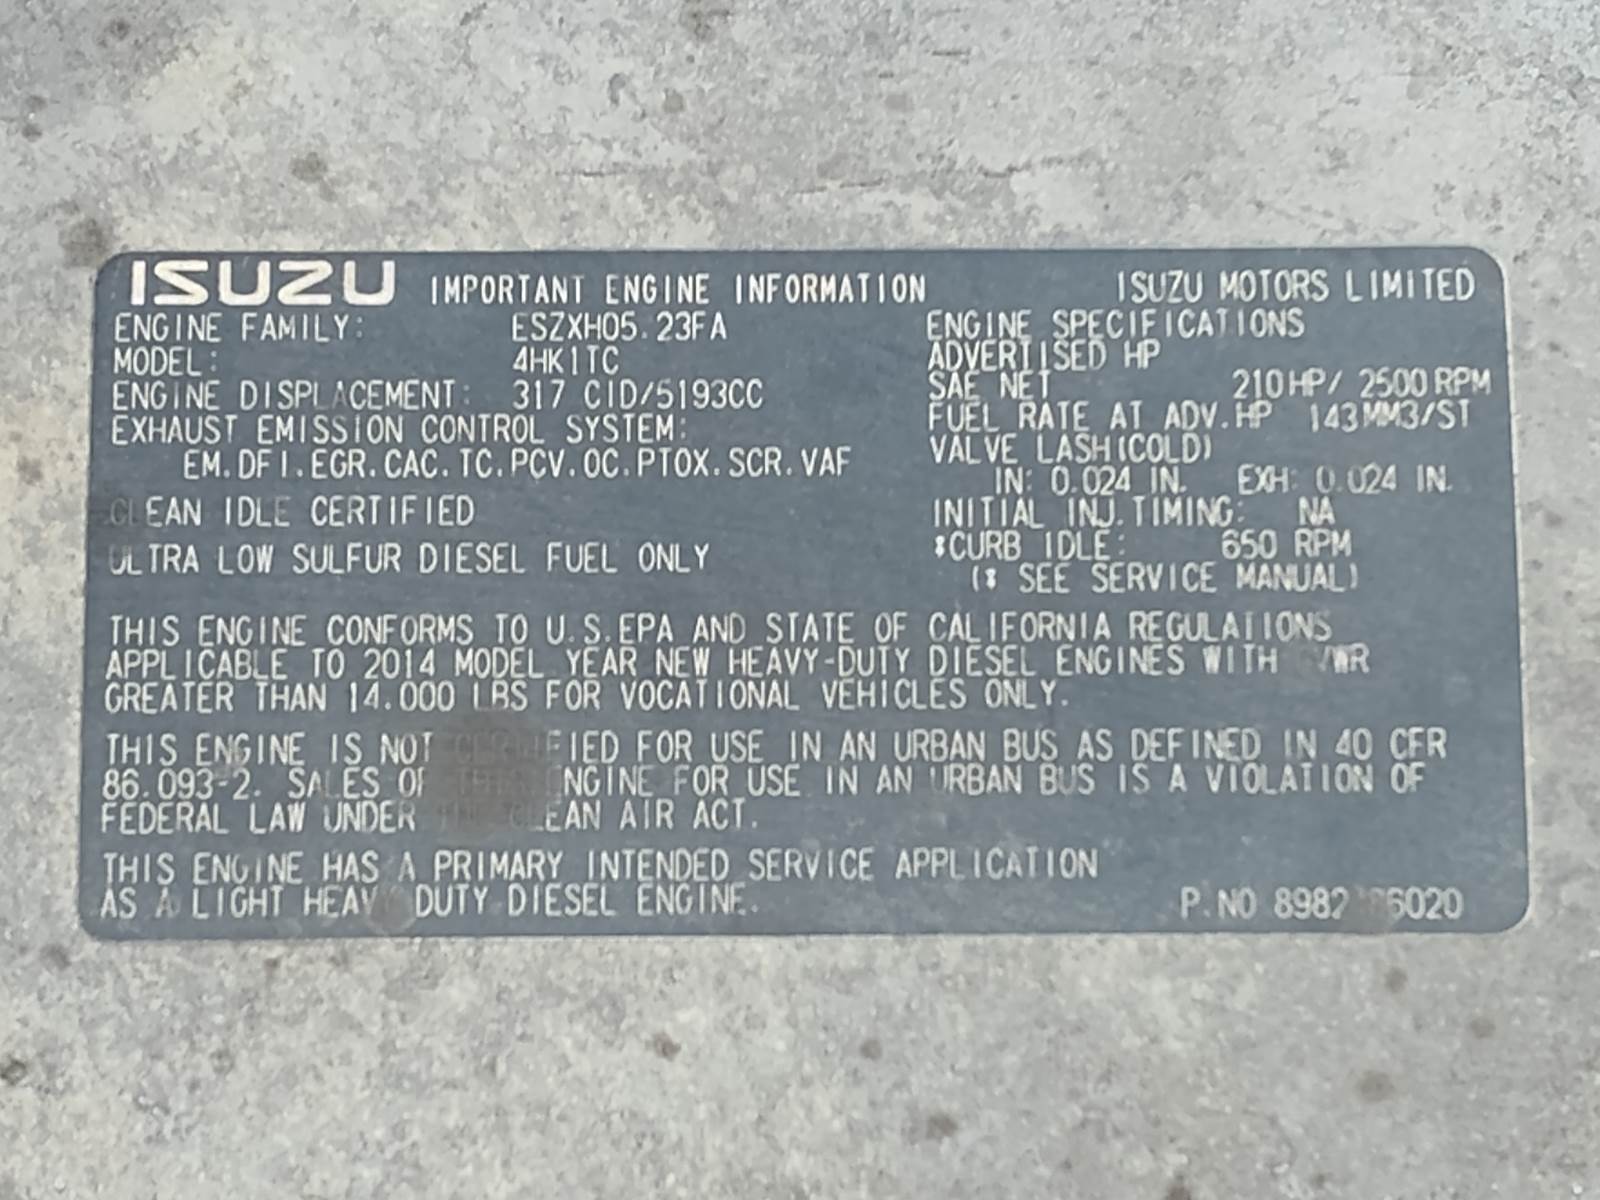 ISUZU IMPORTANT ENGINE INFORMATION ISUZU MOTORS LIMITED
ENGINE FAMILY: ESZXH05.23FA
MODEL: 4HK1TC
ENGINE DISPLACEMENT: 317 CID/5193CC
EXHAUST EMISSION CONTROL SYSTEM:
EM.DFI.EGR.CAC.TC.PCV.OC.PTOX.SCR.VAF
CLEAN IDLE CERTIFIED
ULTRA LOW SULFUR DIESEL FUEL ONLY
ENGINE SPECIFICATIONS
ADVERTISED HP
SAE NET 210HP/ 2500RPM
FUEL RATE AT ADV.HP 143MM3/ST
VALVE LASH(COLD)
IN: 0.024 IN. EXH: 0.024 IN.
INITIAL INJ.TIMING: NA
*CURB IDLE: 650 RPM
(* SEE SERVICE MANUAL)
THIS ENGINE CONFORMS TO U.S.EPA AND STATE OF CALIFORNIA REGULATIONS
APPLICABLE TO 2014 MODEL YEAR NEW HEAVY-DUTY DIESEL ENGINES WITH GVWR
GREATER THAN 14.000 LBS FOR VOCATIONAL VEHICLES ONLY.
THIS ENGINE IS NOT CERTIFIED FOR USE IN AN URBAN BUS AS DEFINED IN 40 CFR
86.093-2. SALES OF THIS ENGINE FOR USE IN AN URBAN BUS IS A VIOLATION OF
FEDERAL LAW UNDER THE CLEAN AIR ACT.
THIS ENGINE HAS A PRIMARY INTENDED SERVICE APPLICATION
AS A LIGHT HEAVY DUTY DIESEL ENGINE.
P.NO